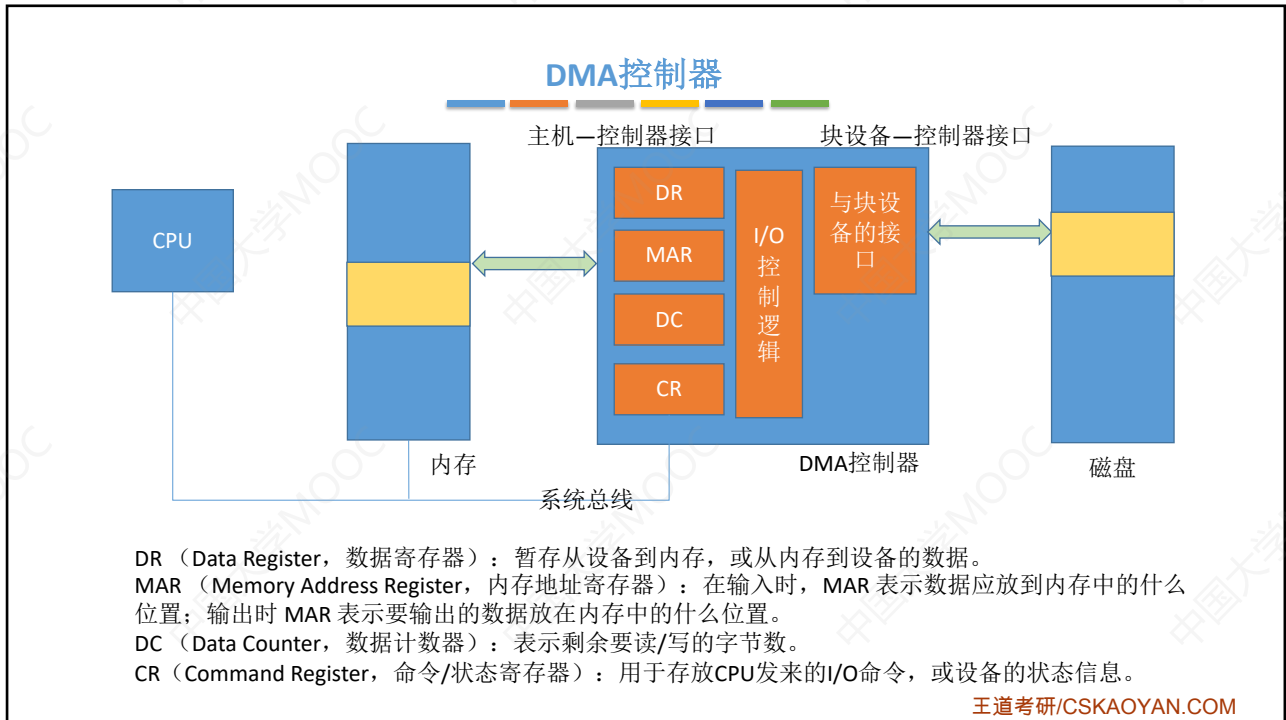 DMA控制器
主机—控制器接口
块设备—控制器接口
CPU
DR
MAR
DC
CR
I/O
控
制
逻
辑
与块设
备的接
口
内存
DMA控制器
磁盘
系统总线
DR （Data Register，数据寄存器）：暂存从设备到内存，或从内存到设备的数据。
MAR （Memory Address Register，内存地址寄存器）：在输入时，MAR 表示数据应放到内存中的什么
位置；输出时 MAR 表示要输出的数据放在内存中的什么位置。
DC （Data Counter，数据计数器）：表示剩余要读/写的字节数。
CR（Command Register，命令/状态寄存器）：用于存放CPU发来的I/O命令，或设备的状态信息。
王道考研/CSKAOYAN.COM
中国大学MOOC